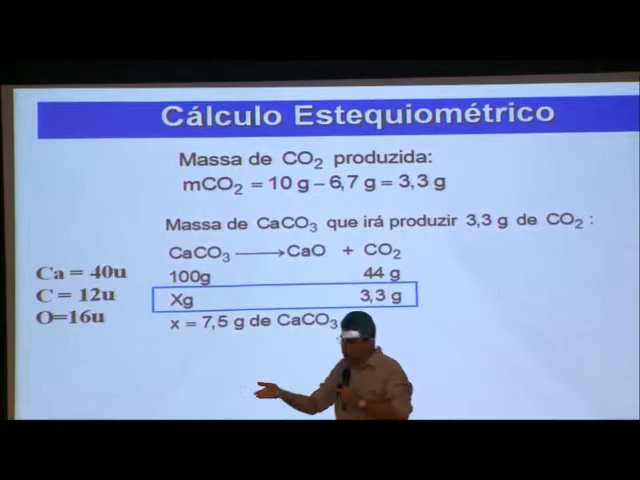 Cálculo Estequiométrico
Massa de CO₂ produzida:
mCO₂ = 10 g – 6,7 g = 3,3 g
Massa de CaCO₃ que irá produzir 3,3 g de CO₂ :
CaCO₃ ⟶ CaO + CO₂
Ca = 40u
100g 44 g
C = 12u
Xg 3,3 g
O=16u
x = 7,5 g de CaCO₃